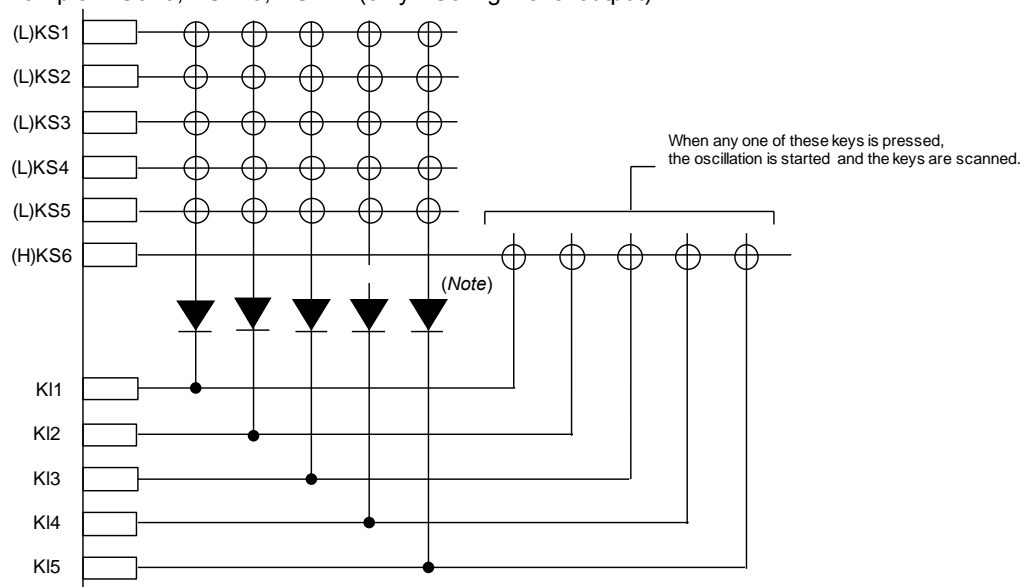 (L)KS1
(L)KS2
(L)KS3
(L)KS4
(L)KS5
(H)KS6
When any one of these keys is pressed,
the oscillation is started and the keys are scanned.
(Note)
KI1
KI2
KI3
KI4
KI5